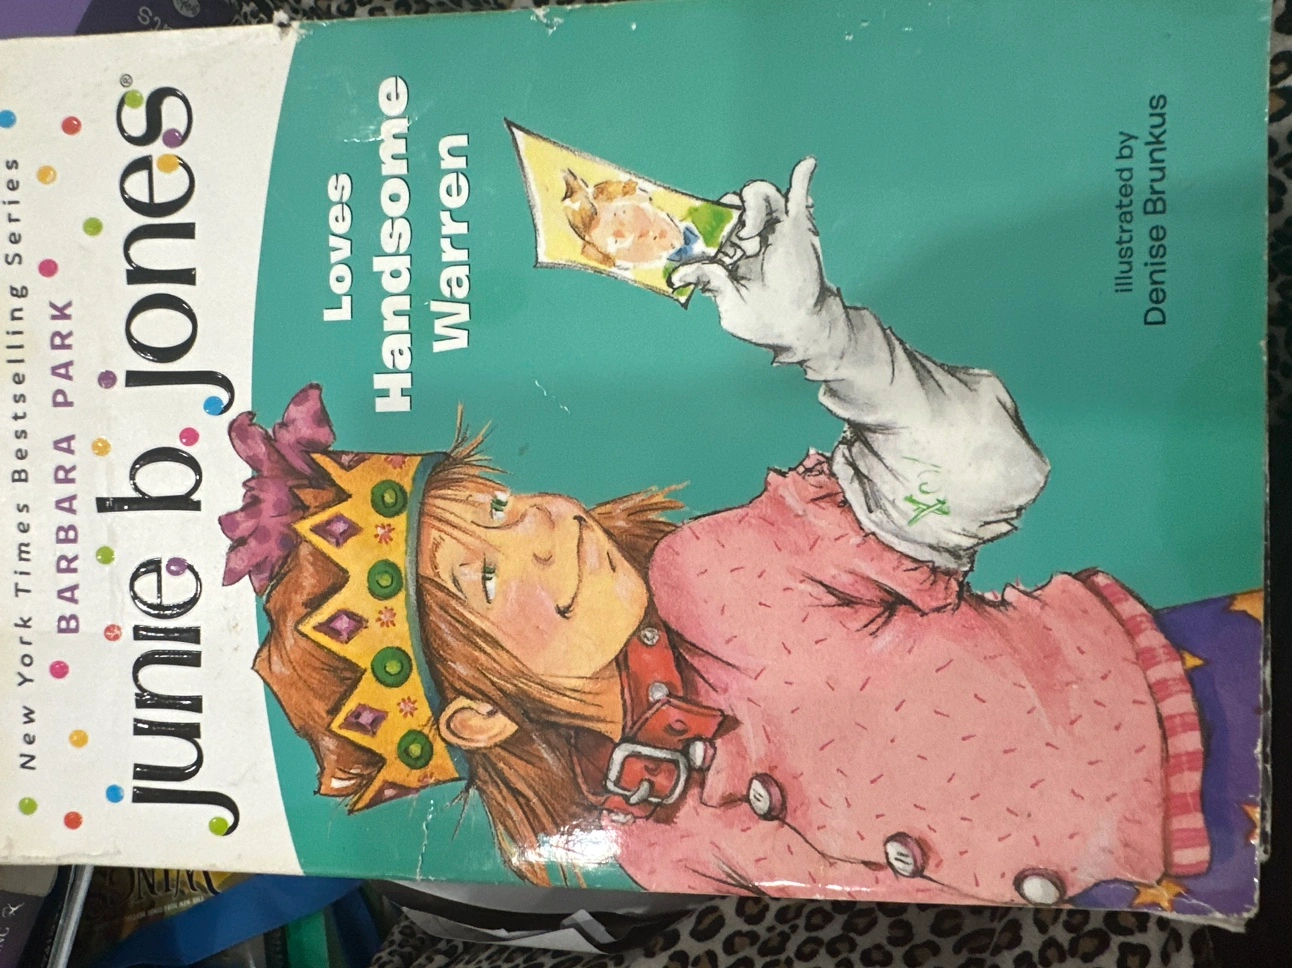 New York Times Bestselling Series
BARBARA PARK
junie b. jones®
Loves
Handsome
Warren
illustrated by
Denise Brunkus